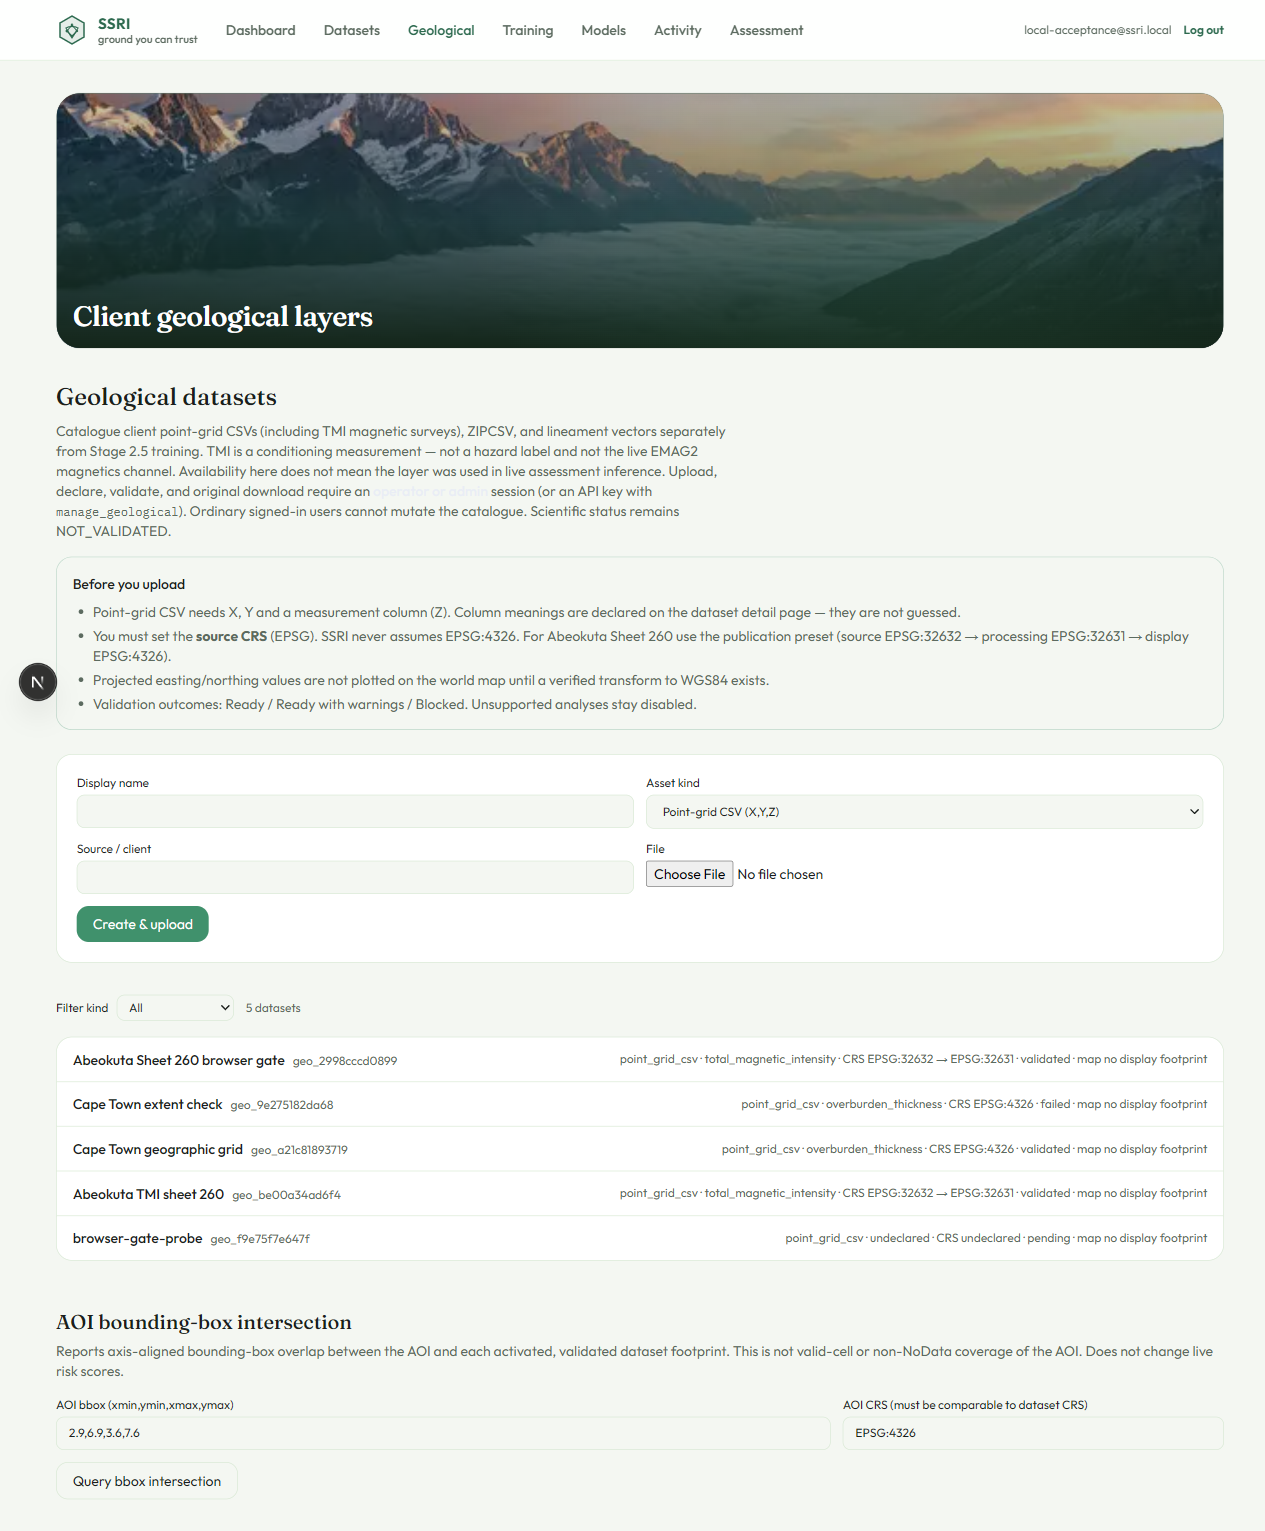 SSRI
ground you can trust
Dashboard Datasets Geological Training Models Activity Assessment
local-acceptance@ssri.local Log out
Client geological layers
Geological datasets
Catalogue client point-grid CSVs (including TMI magnetic surveys), ZIPCSV, and lineament vectors separately
from Stage 2.5 training. TMI is a conditioning measurement — not a hazard label and not the live EMAG2
magnetics channel. Availability here does not mean the layer was used in live assessment inference. Upload,
declare, validate, and original download require an operator or admin session (or an API key with
manage_geological). Ordinary signed-in users cannot mutate the catalogue. Scientific status remains
NOT_VALIDATED.
Before you upload
• Point-grid CSV needs X, Y and a measurement column (Z). Column meanings are declared on the dataset detail page — they are not guessed.
• You must set the source CRS (EPSG). SSRI never assumes EPSG:4326. For Abeokuta Sheet 260 use the publication preset (source EPSG:32632 → processing EPSG:32631 → display
EPSG:4326).
• Projected easting/northing values are not plotted on the world map until a verified transform to WGS84 exists.
• Validation outcomes: Ready / Ready with warnings / Blocked. Unsupported analyses stay disabled.
N
Display name Asset kind
Point-grid CSV (X,Y,Z)
Source / client File
Choose File No file chosen
Create & upload
Filter kind All 5 datasets
Abeokuta Sheet 260 browser gate geo_2998cccd0899 point_grid_csv · total_magnetic_intensity · CRS EPSG:32632 → EPSG:32631 · validated · map no display footprint
Cape Town extent check geo_9e275182da68 point_grid_csv · overburden_thickness · CRS EPSG:4326 · failed · map no display footprint
Cape Town geographic grid geo_a21c81893719 point_grid_csv · overburden_thickness · CRS EPSG:4326 · validated · map no display footprint
Abeokuta TMI sheet 260 geo_be00a34ad6f4 point_grid_csv · total_magnetic_intensity · CRS EPSG:32632 → EPSG:32631 · validated · map no display footprint
browser-gate-probe geo_f9e75f7e647f point_grid_csv · undeclared · CRS undeclared · pending · map no display footprint
AOI bounding-box intersection
Reports axis-aligned bounding-box overlap between the AOI and each activated, validated dataset footprint. This is not valid-cell or non-NoData coverage of the AOI. Does not change live
risk scores.
AOI bbox (xmin,ymin,xmax,ymax) AOI CRS (must be comparable to dataset CRS)
2.9,6.9,3.6,7.6 EPSG:4326
Query bbox intersection